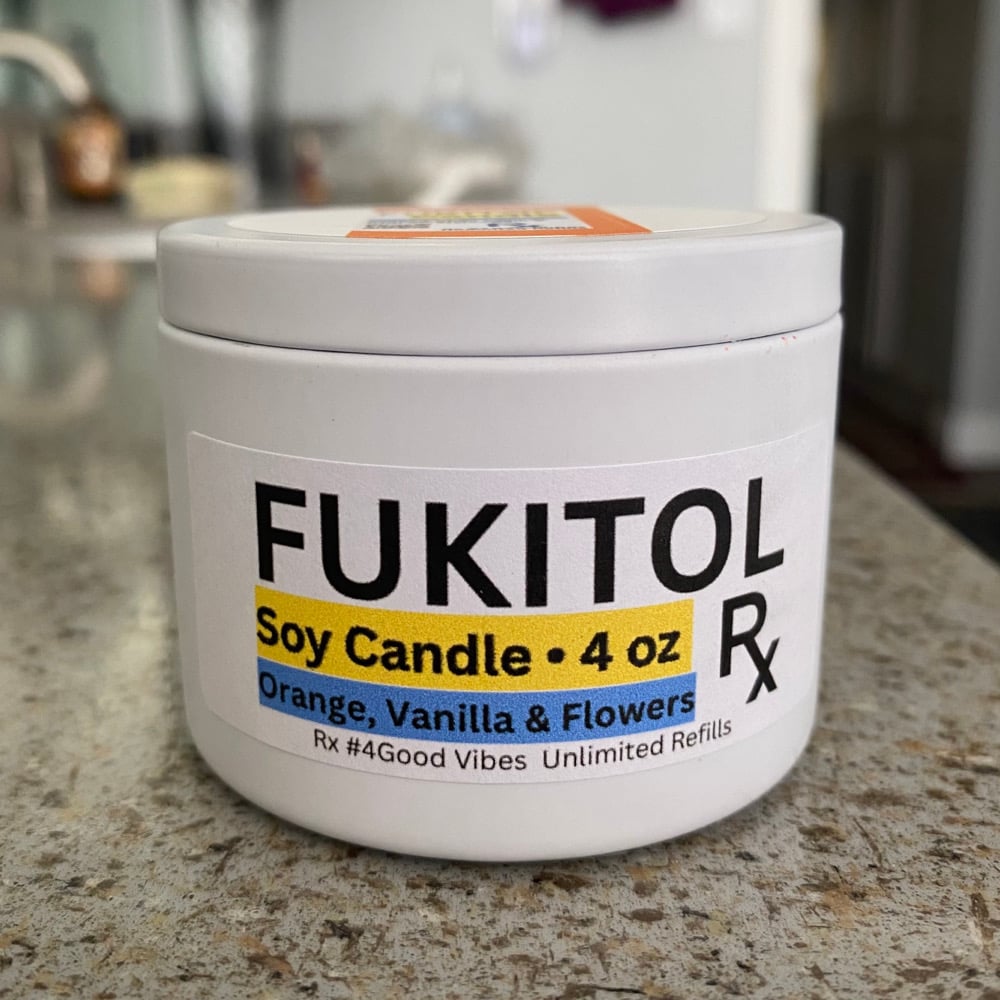 FUKITOL
Soy Candle • 4 oz
Rx
Orange, Vanilla & Flowers
Rx #4Good Vibes Unlimited Refills